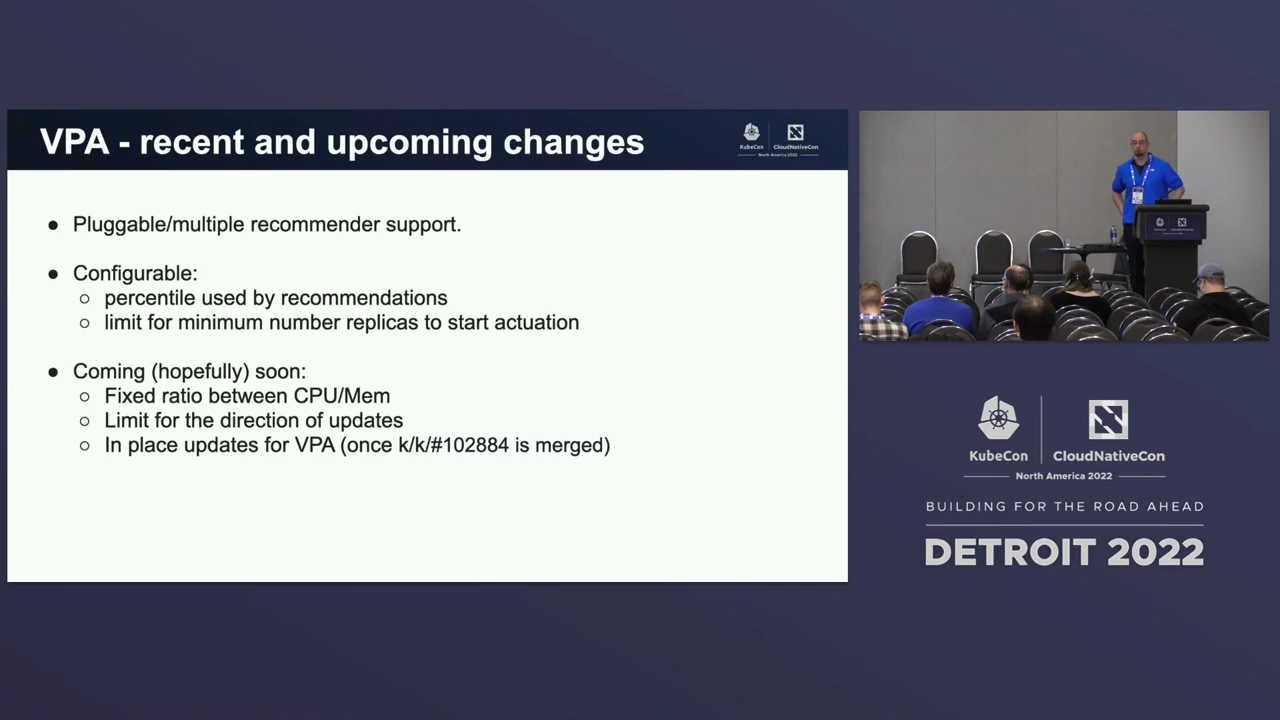 VPA - recent and upcoming changes
KubeCon
CloudNativeCon
North America 2022
● Pluggable/multiple recommender support.
● Configurable:
○ percentile used by recommendations
○ limit for minimum number replicas to start actuation
● Coming (hopefully) soon:
○ Fixed ratio between CPU/Mem
○ Limit for the direction of updates
○ In place updates for VPA (once k/k/#102884 is merged)
KubeCon
CloudNativeCon
North America 2022
BUILDING FOR THE ROAD AHEAD
DETROIT 2022